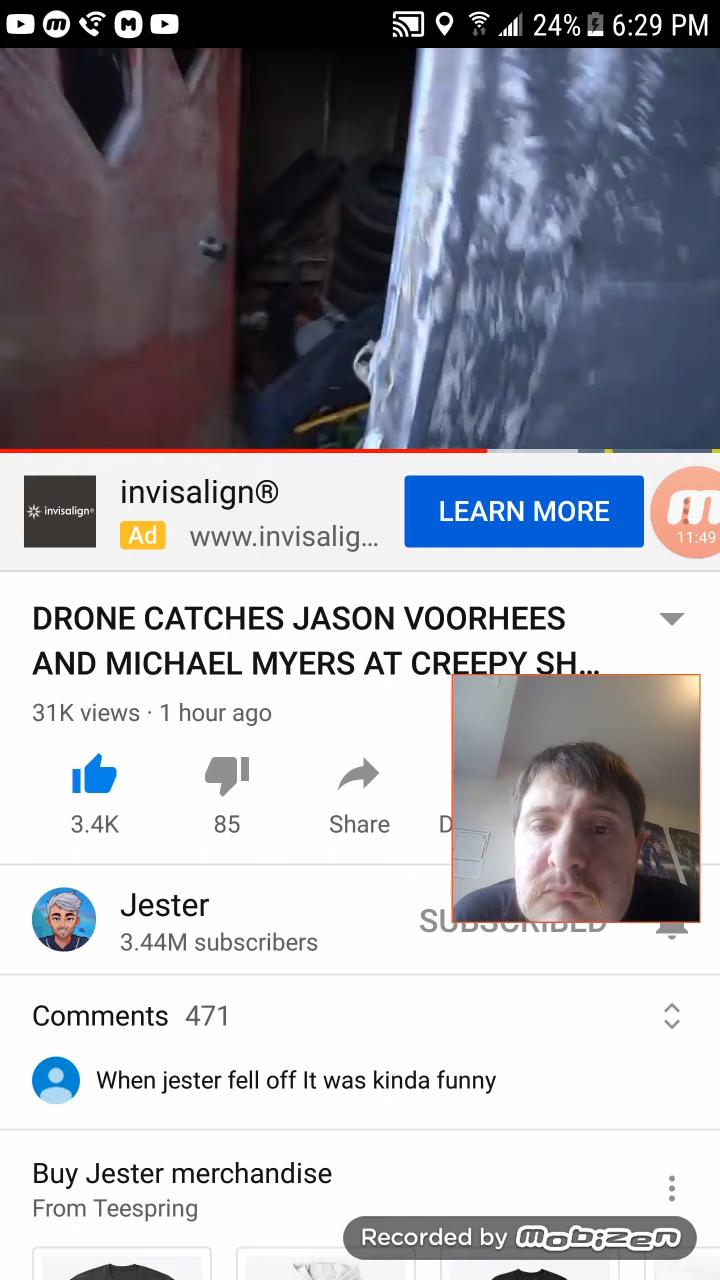 24% 6:29 PM
invisalign®
invisalign®
Ad www.invisalig...
LEARN MORE
11:49
DRONE CATCHES JASON VOORHEES
AND MICHAEL MYERS AT CREEPY SH...
31K views · 1 hour ago
3.4K
85
Share
D
Jester
3.44M subscribers
SUBSCRIBED
Comments 471
When jester fell off It was kinda funny
Buy Jester merchandise
From Teespring
Recorded by mobizen